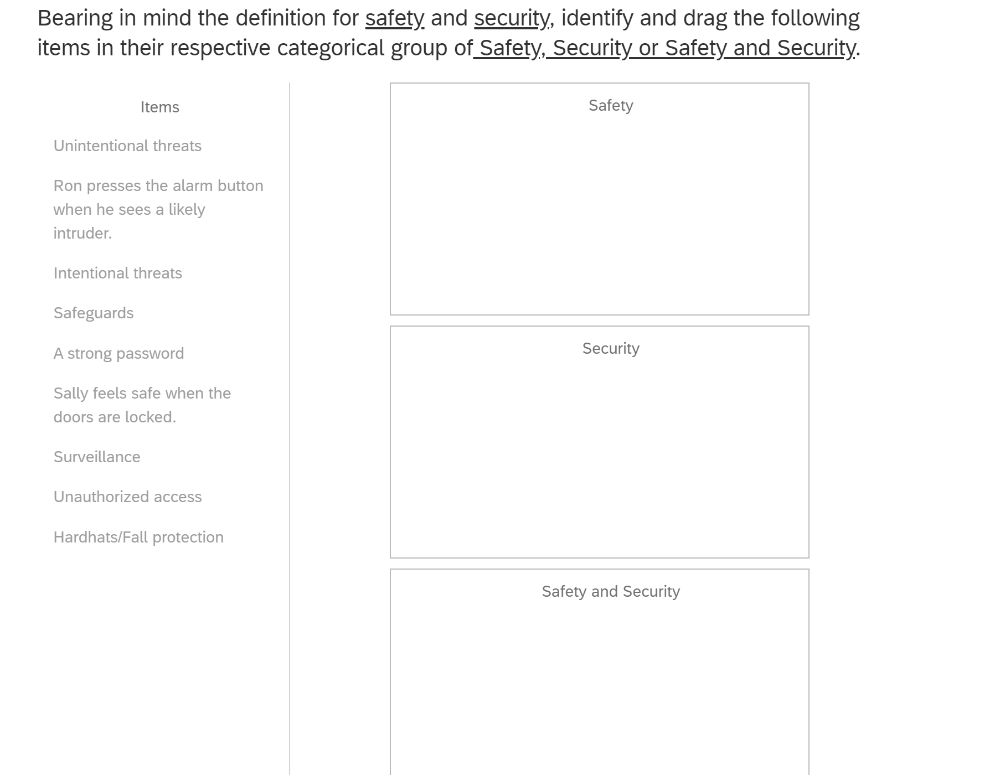 Bearing in mind the definition for safety and security, identify and drag the following
items in their respective categorical group of Safety, Security or Safety and Security.
Items
Unintentional threats
Ron presses the alarm button
when he sees a likely
intruder.
Intentional threats
Safeguards
A strong password
Sally feels safe when the
doors are locked.
Surveillance
Unauthorized access
Hardhats/Fall protection
Safety
Security
Safety and Security